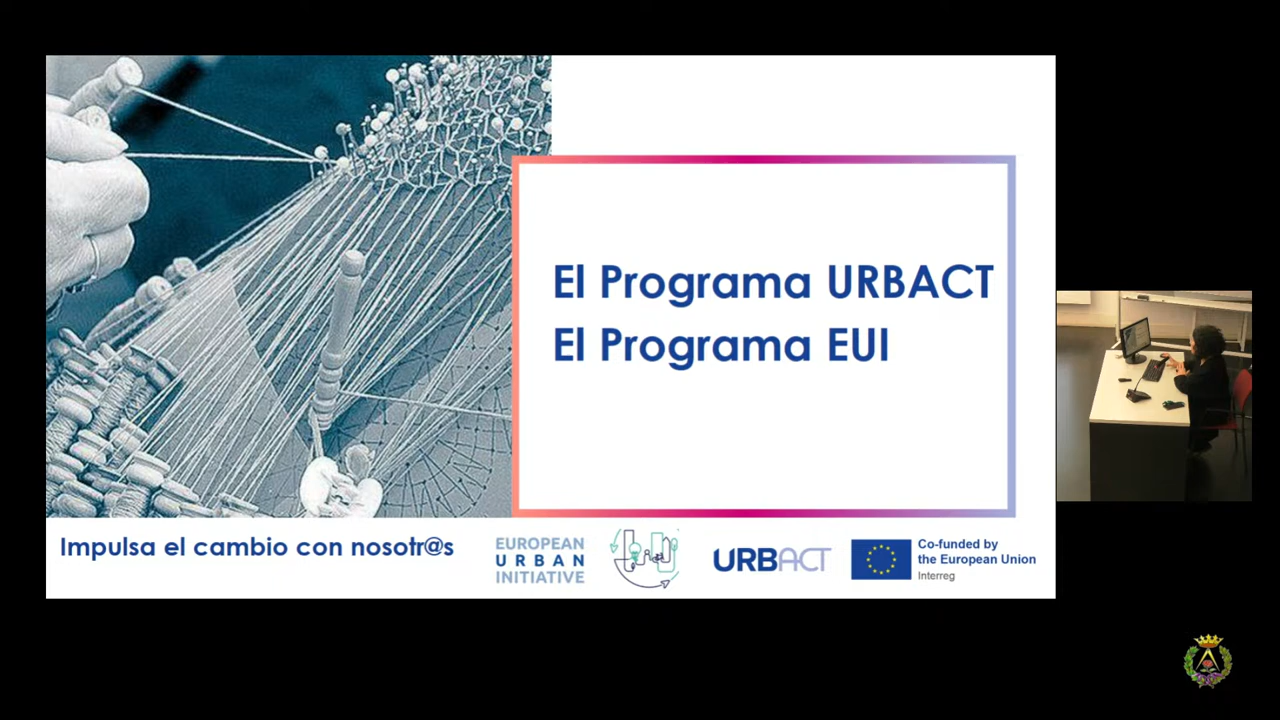 El Programa URBACT
El Programa EUI
Impulsa el cambio con nosotr@s
EUROPEAN
URBAN
INITIATIVE
URBACT
Co-funded by
the European Union
Interreg